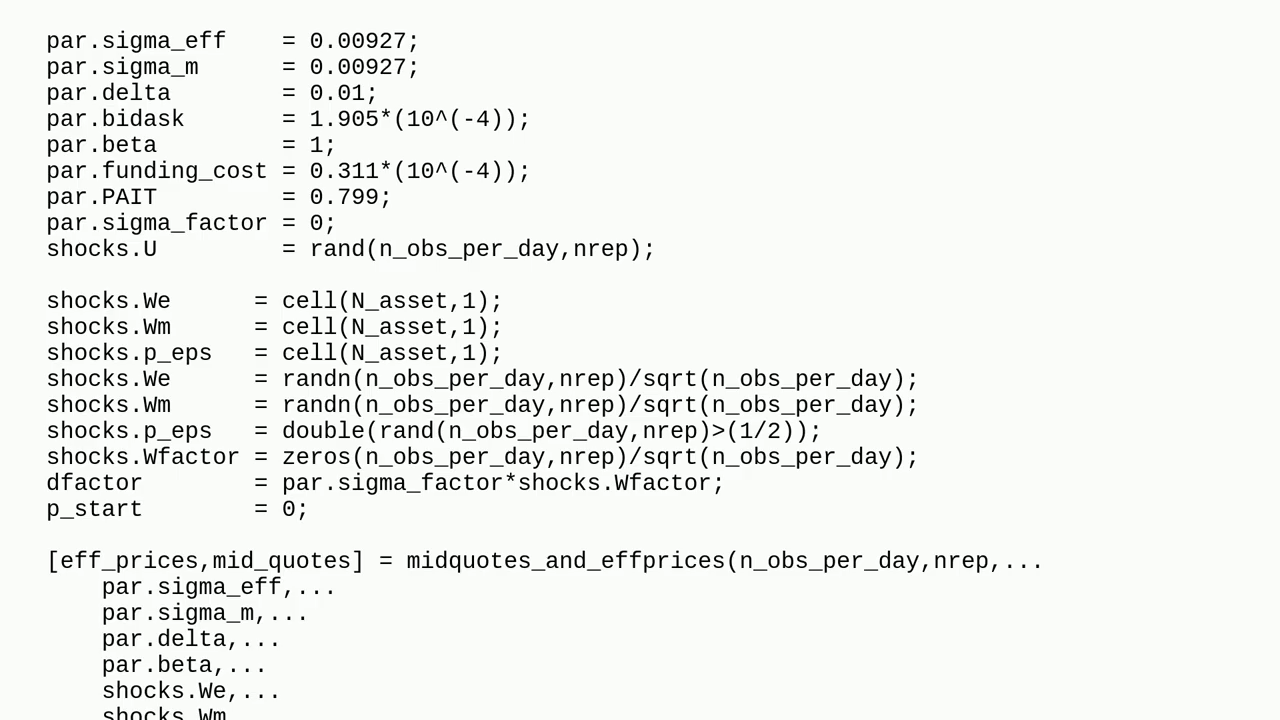 par.sigma_eff    = 0.00927;
par.sigma_m      = 0.00927;
par.delta        = 0.01;
par.bidask       = 1.905*(10^(-4));
par.beta         = 1;
par.funding_cost = 0.311*(10^(-4));
par.PAIT         = 0.799;
par.sigma_factor = 0;
shocks.U         = rand(n_obs_per_day,nrep);

shocks.We      = cell(N_asset,1);
shocks.Wm      = cell(N_asset,1);
shocks.p_eps   = cell(N_asset,1);
shocks.We      = randn(n_obs_per_day,nrep)/sqrt(n_obs_per_day);
shocks.Wm      = randn(n_obs_per_day,nrep)/sqrt(n_obs_per_day);
shocks.p_eps   = double(rand(n_obs_per_day,nrep)>(1/2));
shocks.Wfactor = zeros(n_obs_per_day,nrep)/sqrt(n_obs_per_day);
dfactor        = par.sigma_factor*shocks.Wfactor;
p_start        = 0;

[eff_prices,mid_quotes] = midquotes_and_effprices(n_obs_per_day,nrep,...
    par.sigma_eff,...
    par.sigma_m,...
    par.delta,...
    par.beta,...
    shocks.We,...
    shocks.Wm